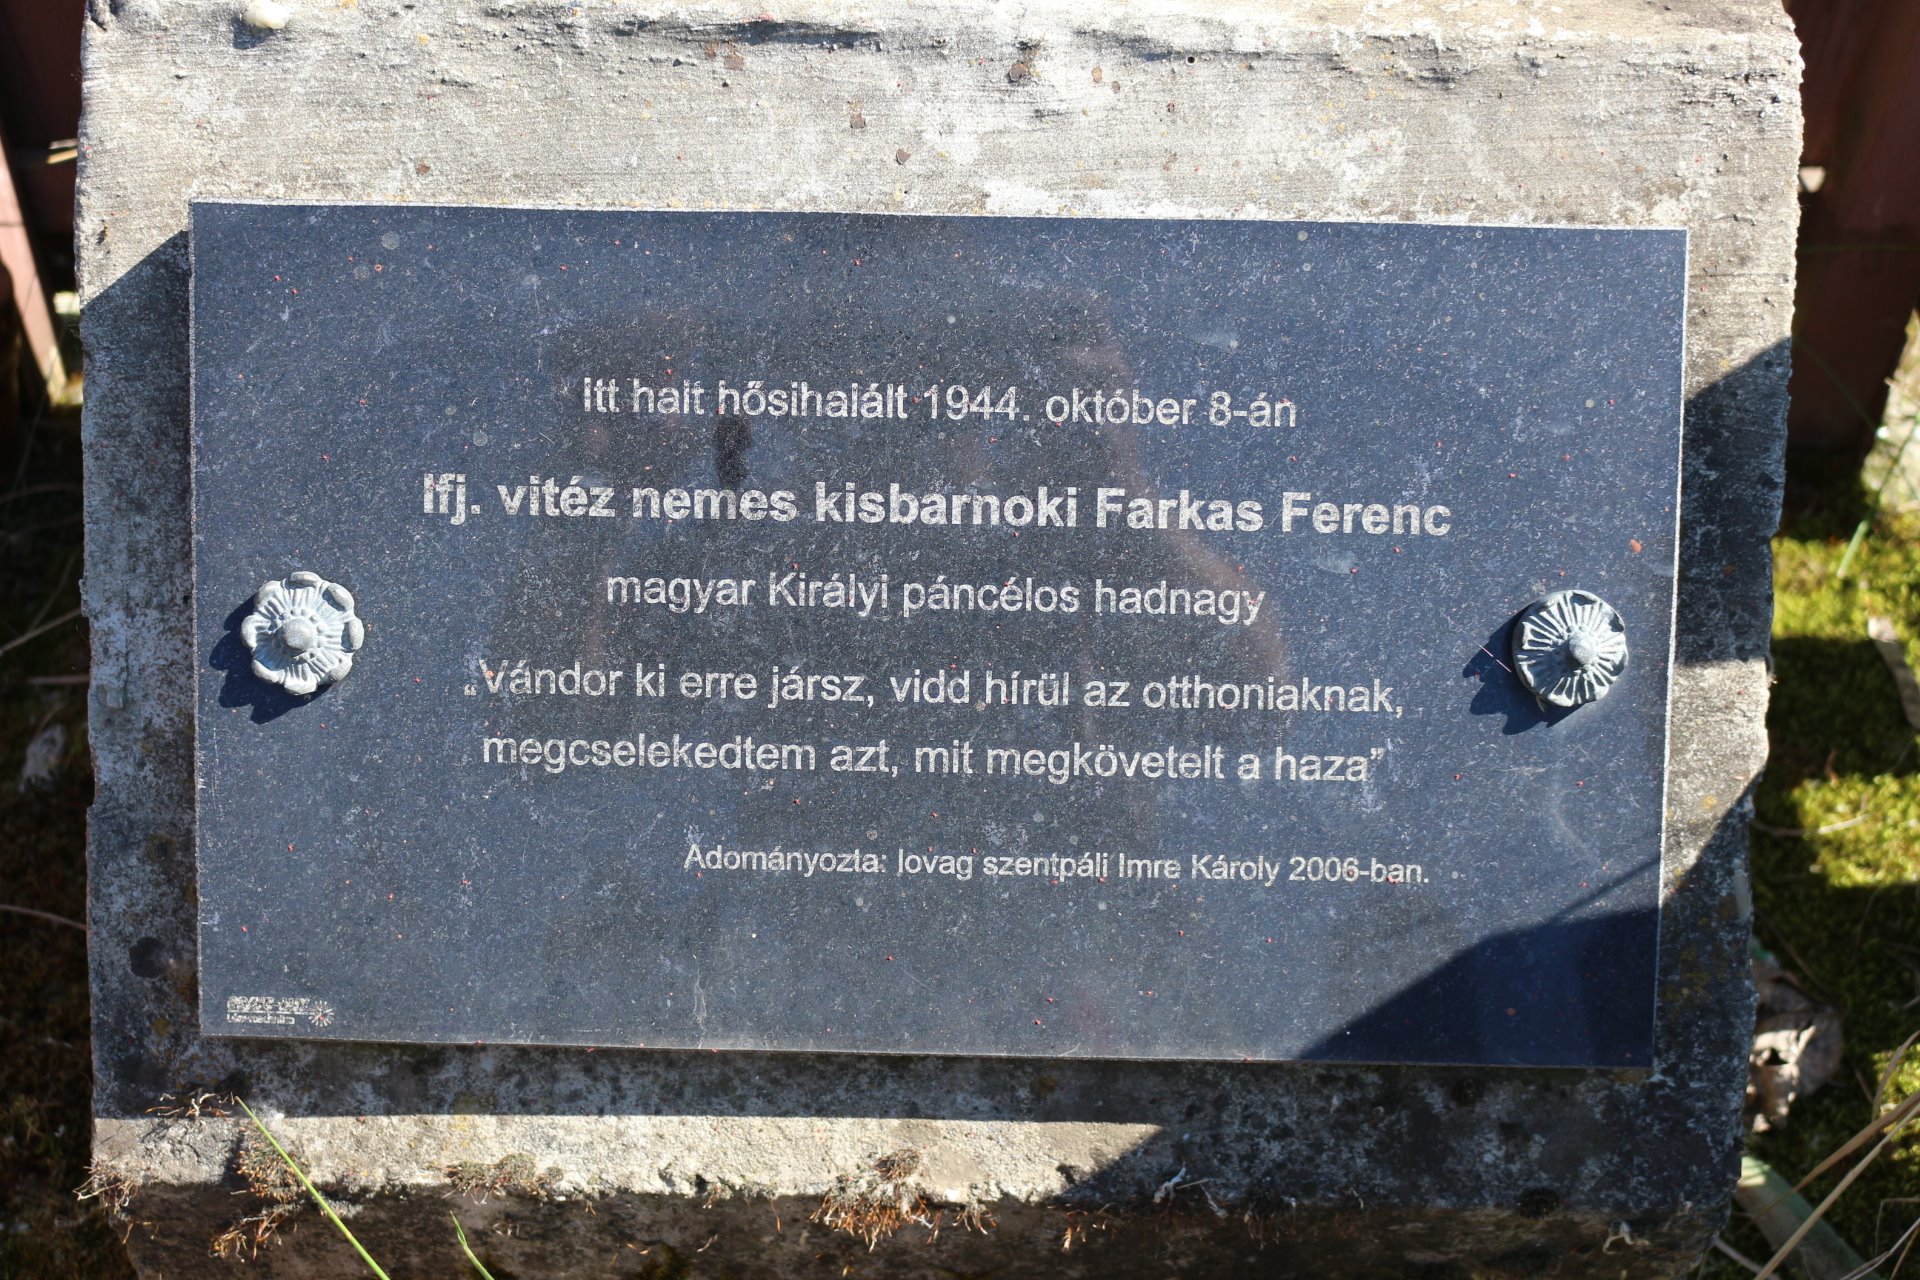 Itt halt hősihalált 1944. október 8-án
Ifj. vitéz nemes kisbarnoki Farkas Ferenc
magyar Királyi páncélos hadnagy
„Vándor ki erre jársz, vidd hírül az otthoniaknak,
megcselekedtem azt, mit megkövetelt a haza”
Adományozta: lovag szentpáli Imre Károly 2006-ban.